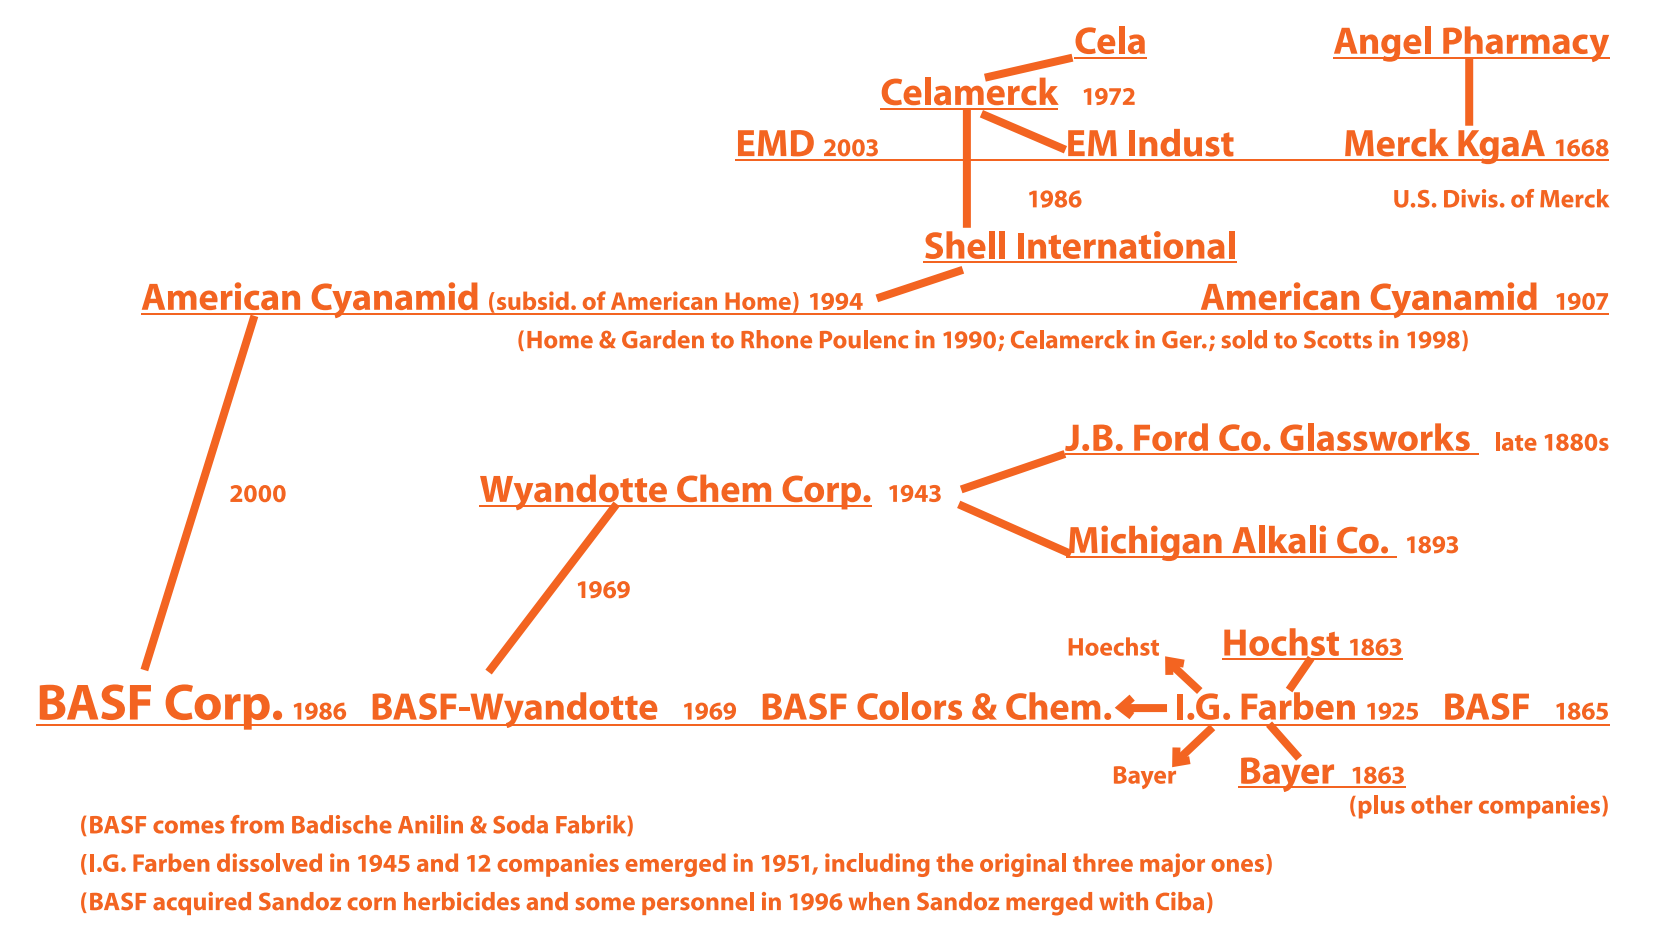 Cela
Angel Pharmacy
Celamerck 1972
EMD 2003
EM Indust
Merck KgaA 1668
1986
U.S. Divis. of Merck
Shell International
American Cyanamid (subsid. of American Home) 1994
American Cyanamid 1907
(Home & Garden to Rhone Poulenc in 1990; Celamerck in Ger.; sold to Scotts in 1998)
J.B. Ford Co. Glassworks late 1880s
2000
Wyandotte Chem Corp. 1943
Michigan Alkali Co. 1893
1969
Hoechst
Hochst 1863
BASF Corp. 1986 BASF-Wyandotte 1969 BASF Colors & Chem. I.G. Farben 1925 BASF 1865
Bayer
Bayer 1863
(plus other companies)
(BASF comes from Badische Anilin & Soda Fabrik)
(I.G. Farben dissolved in 1945 and 12 companies emerged in 1951, including the original three major ones)
(BASF acquired Sandoz corn herbicides and some personnel in 1996 when Sandoz merged with Ciba)